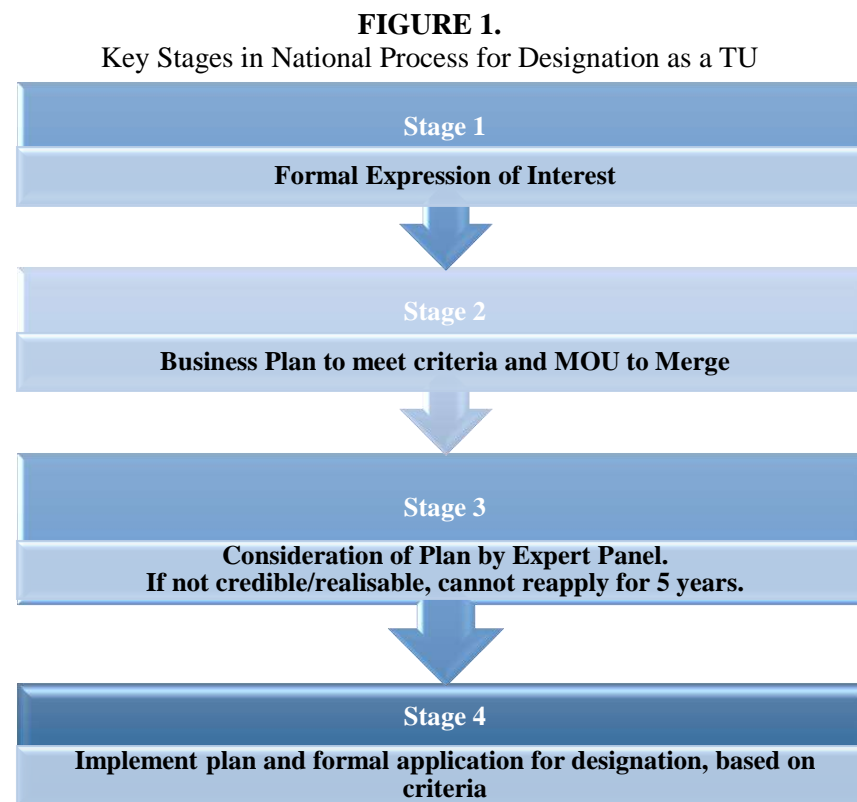 FIGURE 1.
Key Stages in National Process for Designation as a TU
Stage 1
Formal Expression of Interest
Stage 2
Business Plan to meet criteria and MOU to Merge
Stage 3
Consideration of Plan by Expert Panel.
If not credible/realisable, cannot reapply for 5 years.
Stage 4
Implement plan and formal application for designation, based on
criteria